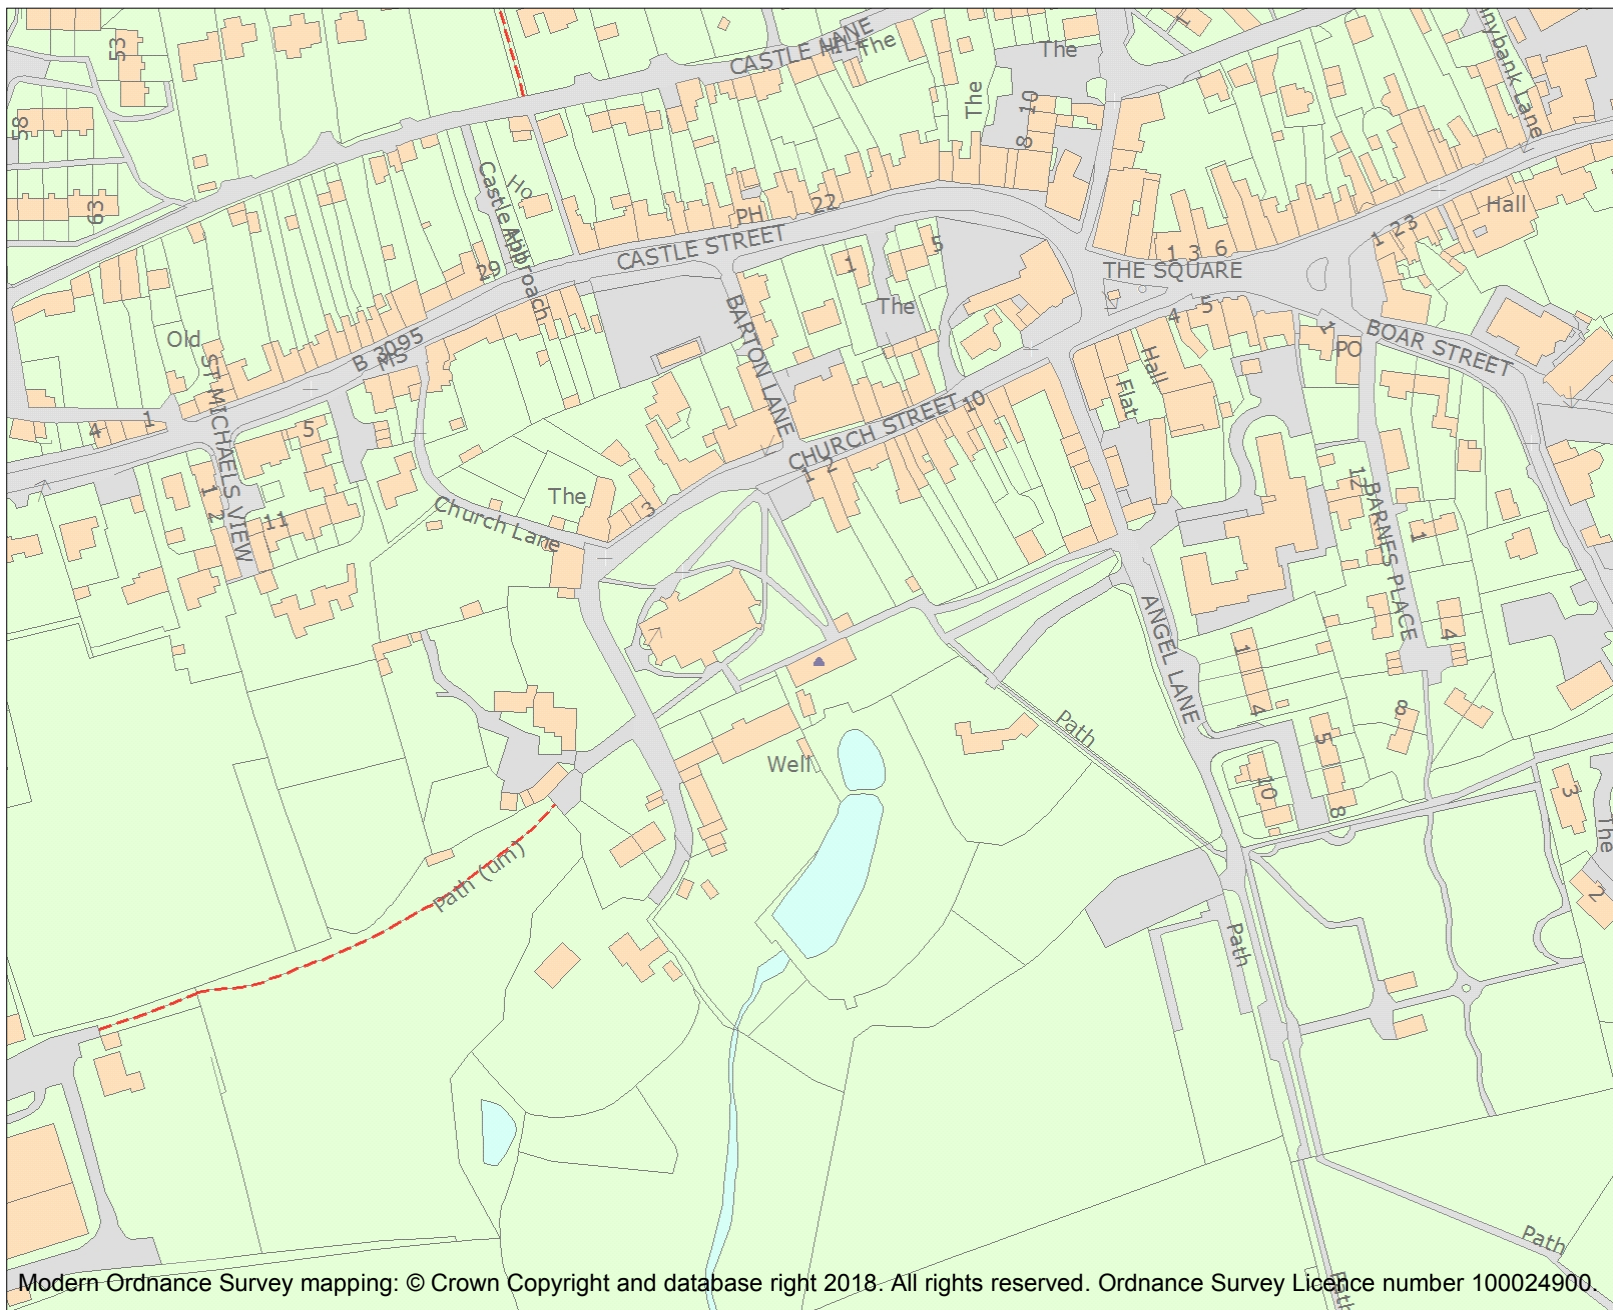 53
CASTLE LANE
The
The
1
nnybank Lane
58
The
10
8
63
Ho
Castle Approach
PH
22
Hall
29
CASTLE STREET
5
1
1 3 6
THE SQUARE
1 2 3
Old
B 3095
MS
The
4
5
1
PO
BOAR STREET
ST MICHAELS VIEW
BARTON LANE
Hall
Flat
4
1
5
CHURCH STREET
10
1 2
1
2
11
The
3
Church Lane
12
BARNES PLACE
1
ANGEL LANE
1
4
4
8
Path
5
Well
10
8
3
The
Path (um)
2
Path
Path
Path
Modern Ordnance Survey mapping: © Crown Copyright and database right 2018. All rights reserved. Ordnance Survey Licence number 100024900.